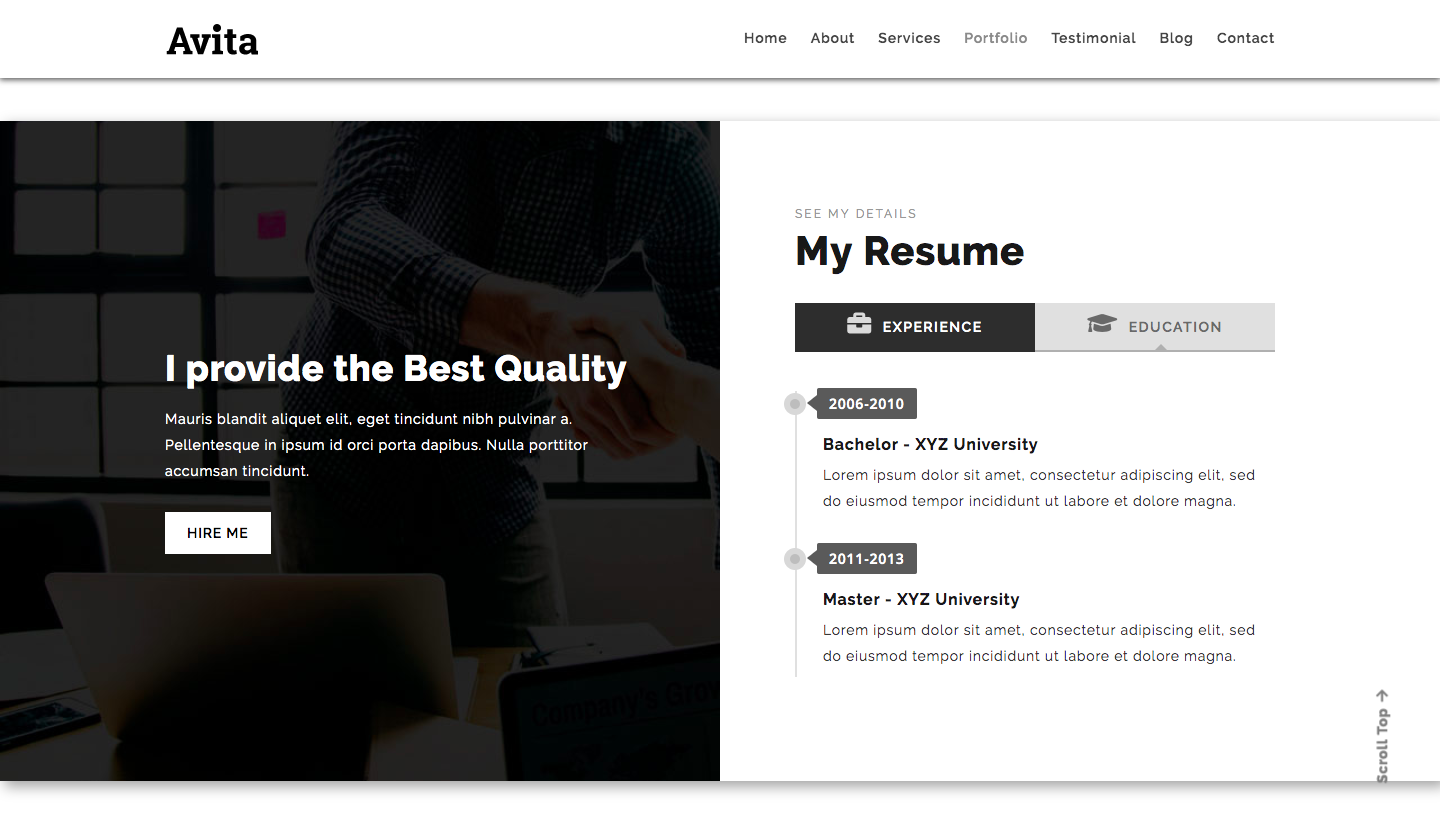 Avita
Home About Services Portfolio Testimonial Blog Contact
I provide the Best Quality
Mauris blandit aliquet elit, eget tincidunt nibh pulvinar a.
Pellentesque in ipsum id orci porta dapibus. Nulla porttitor
accumsan tincidunt.
HIRE ME
Company's Grow
SEE MY DETAILS
My Resume
EXPERIENCE EDUCATION
2006-2010
Bachelor - XYZ University
Lorem ipsum dolor sit amet, consectetur adipiscing elit, sed
do eiusmod tempor incididunt ut labore et dolore magna.
2011-2013
Master - XYZ University
Lorem ipsum dolor sit amet, consectetur adipiscing elit, sed
do eiusmod tempor incididunt ut labore et dolore magna.
Scroll Top →